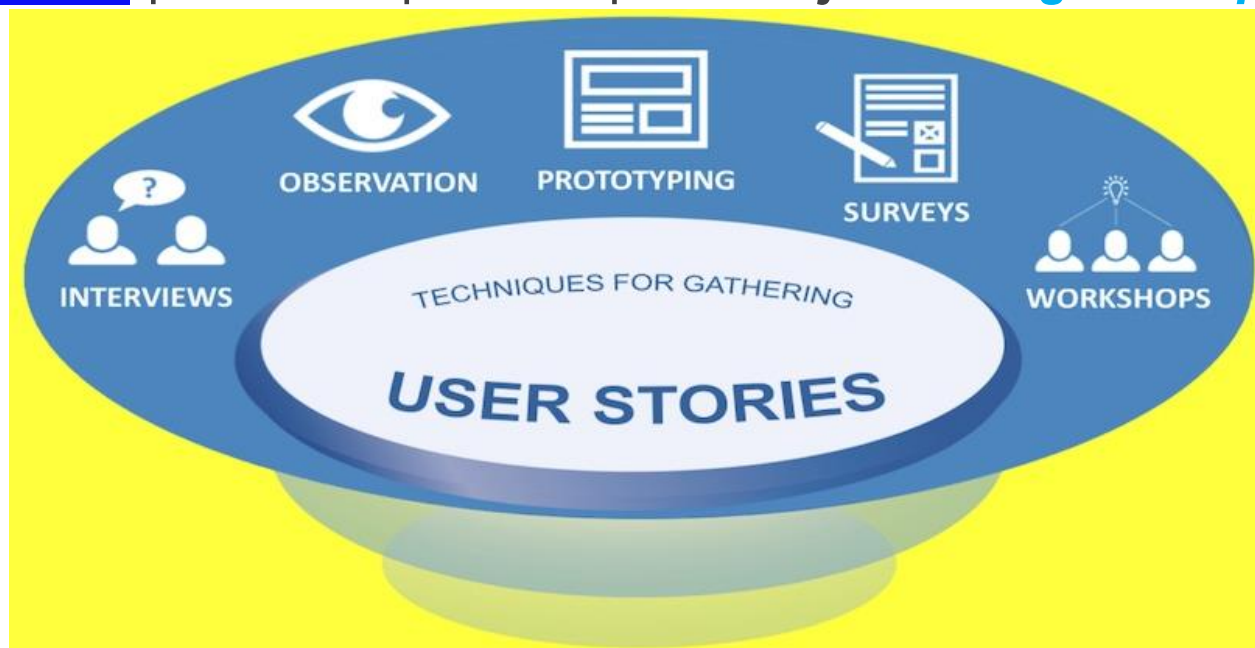 OBSERVATION
PROTOTYPING
SURVEYS
?
INTERVIEWS
WORKSHOPS
TECHNIQUES FOR GATHERING
USER STORIES